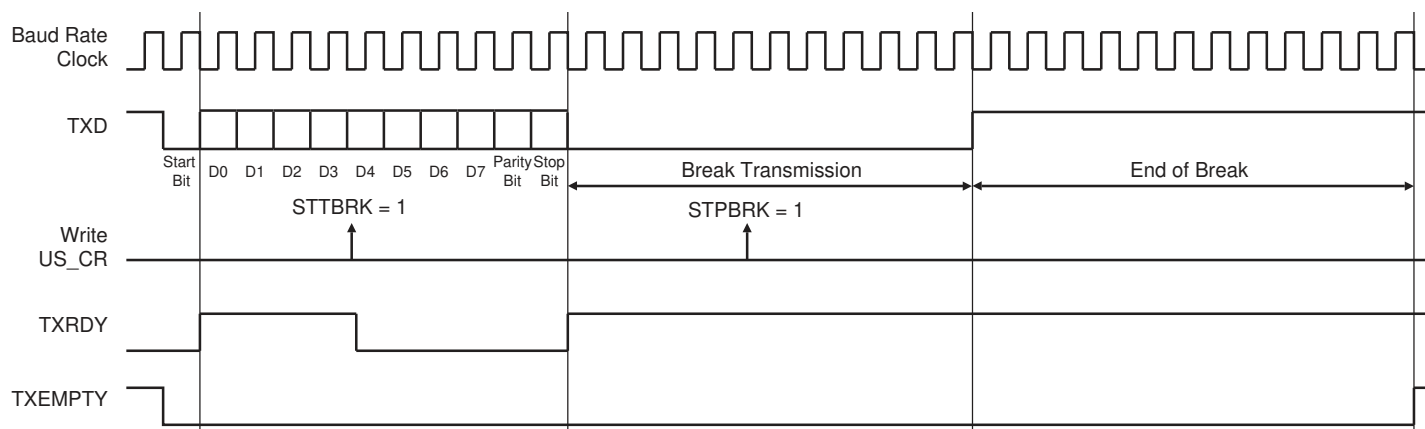 Baud Rate
Clock
TXD
Start
Bit
D0 D1 D2 D3 D4 D5 D6 D7
Parity
Bit
Stop
Bit
Break Transmission
End of Break
STTBRK = 1
STPBRK = 1
Write
US_CR
TXRDY
TXEMPTY